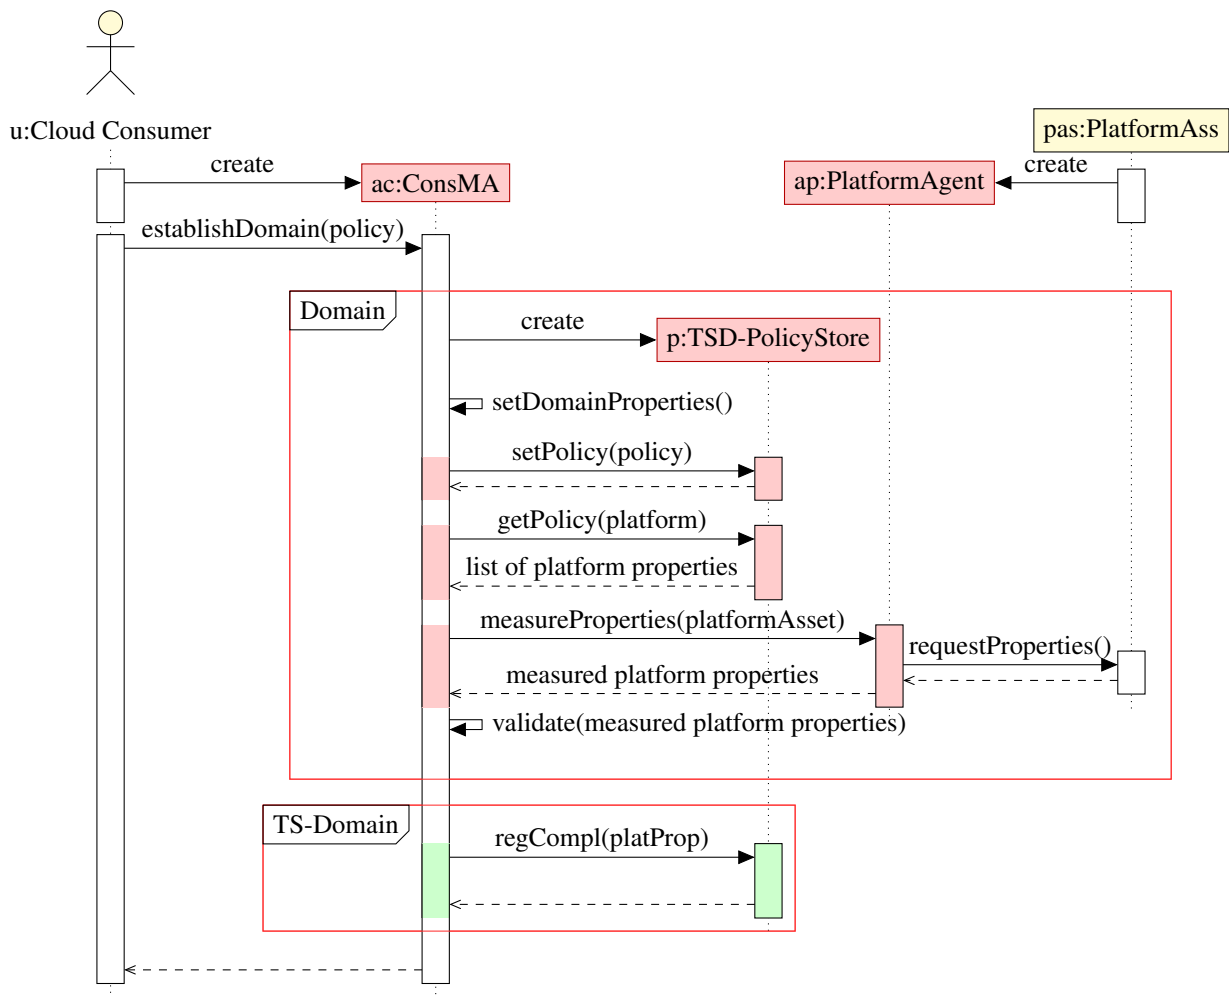 u:Cloud Consumer
pas:PlatformAss
create
ac:ConsMA
ap:PlatformAgent
create
establishDomain(policy)
Domain
create
p:TSD-PolicyStore
setDomainProperties()
setPolicy(policy)
getPolicy(platform)
list of platform properties
measureProperties(platformAsset)
requestProperties()
measured platform properties
validate(measured platform properties)
TS-Domain
regCompl(platProp)